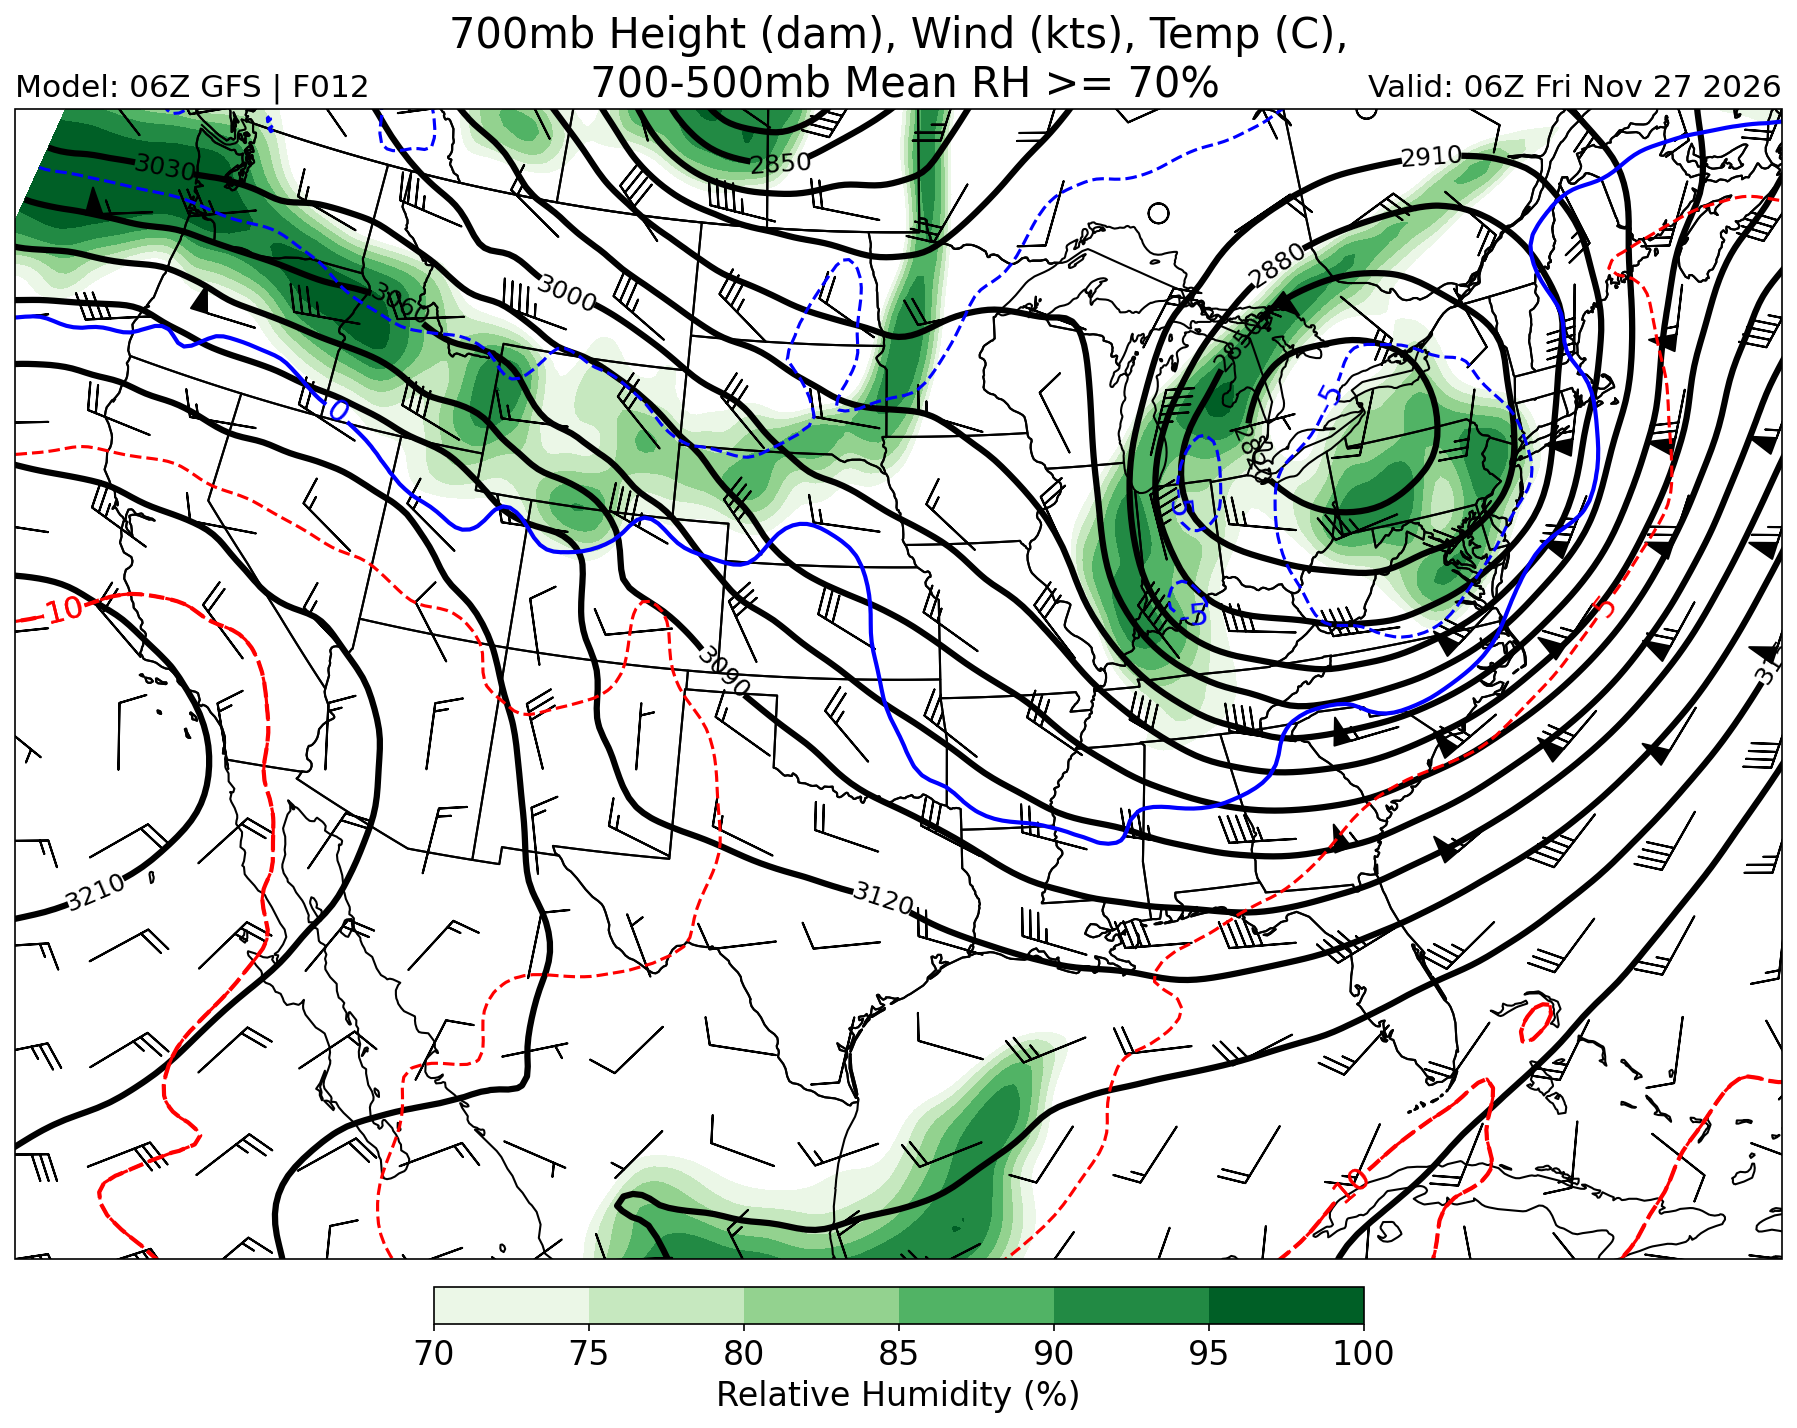 700mb Height (dam), Wind (kts), Temp (C),
700-500mb Mean RH >= 70%
Model: 06Z GFS | F012
Valid: 06Z Fri Nov 27 2026
3030
2850
2910
2880
3000
3060
2850
0
5
5
-5
10
5
3090
3210
3120
10
70 75 80 85 90 95 100
Relative Humidity (%)